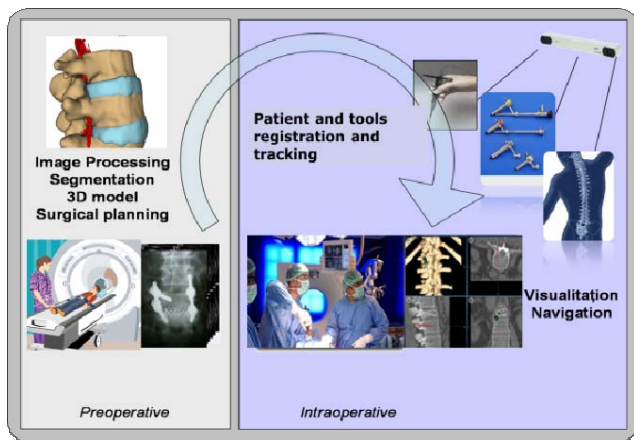 Image Processing
Segmentation
3D model
Surgical planning
Patient and tools
registration and
tracking
Visualitation
Navigation
Preoperative
Intraoperative